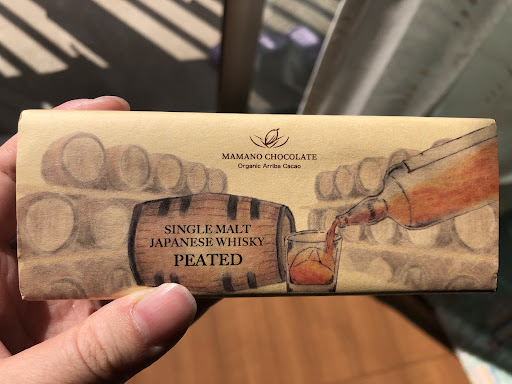 MAMANO CHOCOLATE
Organic Arriba Cacao
SINGLE MALT
JAPANESE WHISKY
PEATED